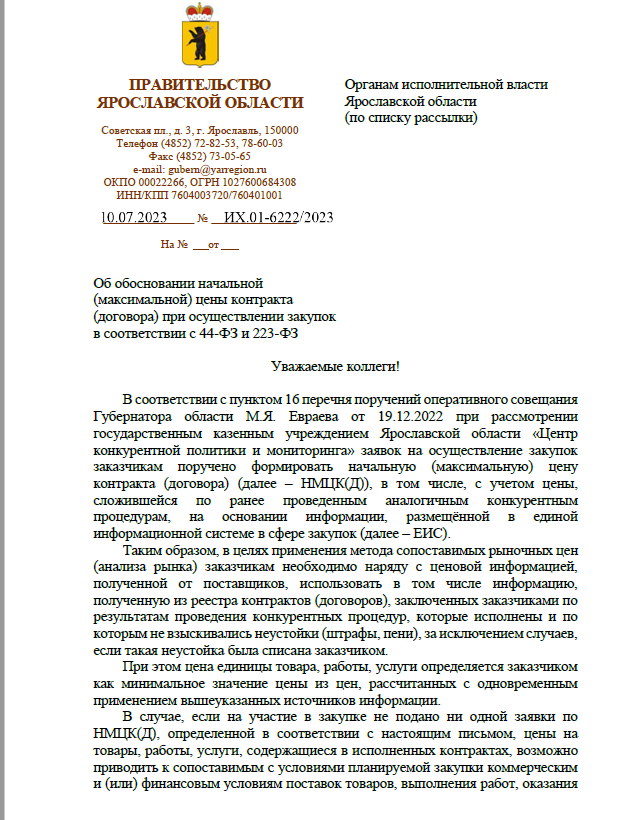 ПРАВИТЕЛЬСТВО
ЯРОСЛАВСКОЙ ОБЛАСТИ
Советская пл., д. 3, г. Ярославль, 150000
Телефон (4852) 72-82-53, 78-60-03
Факс (4852) 73-05-65
e-mail: gubern@yarregion.ru
ОКПО 00022266, ОГРН 1027600684308
ИНН/КПП 7604003720/760401001
10.07.2023 № ИХ.01-6222/2023
На № ___от ___
Органам исполнительной власти
Ярославской области
(по списку рассылки)
Об обосновании начальной
(максимальной) цены контракта
(договора) при осуществлении закупок
в соответствии с 44-ФЗ и 223-ФЗ
Уважаемые коллеги!
В соответствии с пунктом 16 перечня поручений оперативного совещания
Губернатора области М.Я. Евраева от 19.12.2022 при рассмотрении
государственным казенным учреждением Ярославской области «Центр
конкурентной политики и мониторинга» заявок на осуществление закупок
заказчикам поручено формировать начальную (максимальную) цену
контракта (договора) (далее – НМЦК(Д)), в том числе, с учетом цены,
сложившейся по ранее проведенным аналогичным конкурентным
процедурам, на основании информации, размещённой в единой
информационной системе в сфере закупок (далее – ЕИС).
Таким образом, в целях применения метода сопоставимых рыночных цен
(анализа рынка) заказчикам необходимо наряду с ценовой информацией,
полученной от поставщиков, использовать в том числе информацию,
полученную из реестра контрактов (договоров), заключенных заказчиками по
результатам проведения конкурентных процедур, которые исполнены и по
которым не взыскивались неустойки (штрафы, пени), за исключением случаев,
если такая неустойка была списана заказчиком.
При этом цена единицы товара, работы, услуги определяется заказчиком
как минимальное значение цены из цен, рассчитанных с одновременным
применением вышеуказанных источников информации.
В случае, если на участие в закупке не подано ни одной заявки по
НМЦК(Д), определенной в соответствии с настоящим письмом, цены на
товары, работы, услуги, содержащиеся в исполненных контрактах, возможно
приводить к сопоставимым с условиями планируемой закупки коммерческим
и (или) финансовым условиям поставок товаров, выполнения работ, оказания